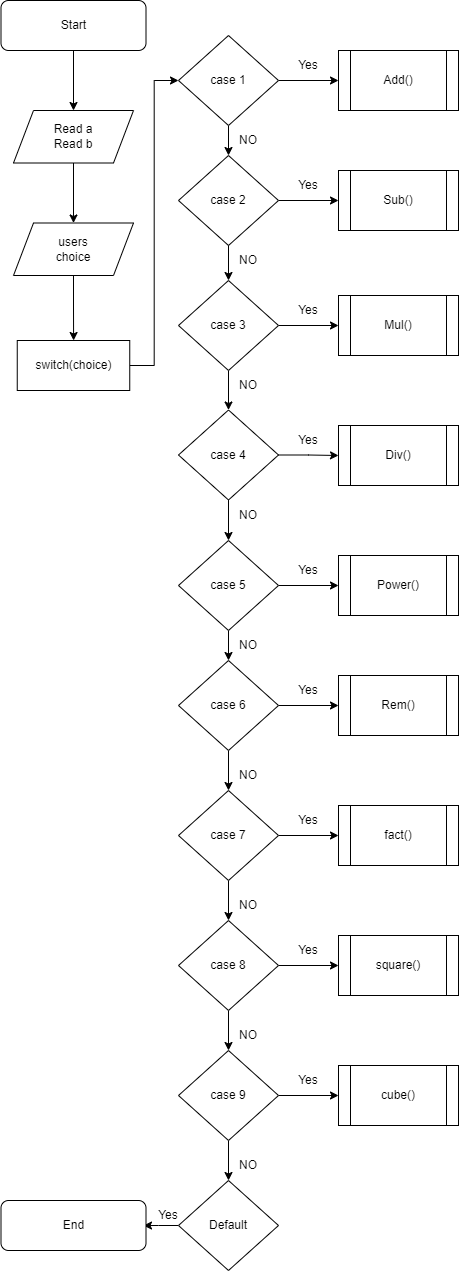 Start
Read a
Read b
users
choice
switch(choice)
case 1
Yes
Add()
NO
case 2
Yes
Sub()
NO
case 3
Yes
Mul()
NO
case 4
Yes
Div()
NO
case 5
Yes
Power()
NO
case 6
Yes
Rem()
NO
case 7
Yes
fact()
NO
case 8
Yes
square()
NO
case 9
Yes
cube()
NO
Default
Yes
End